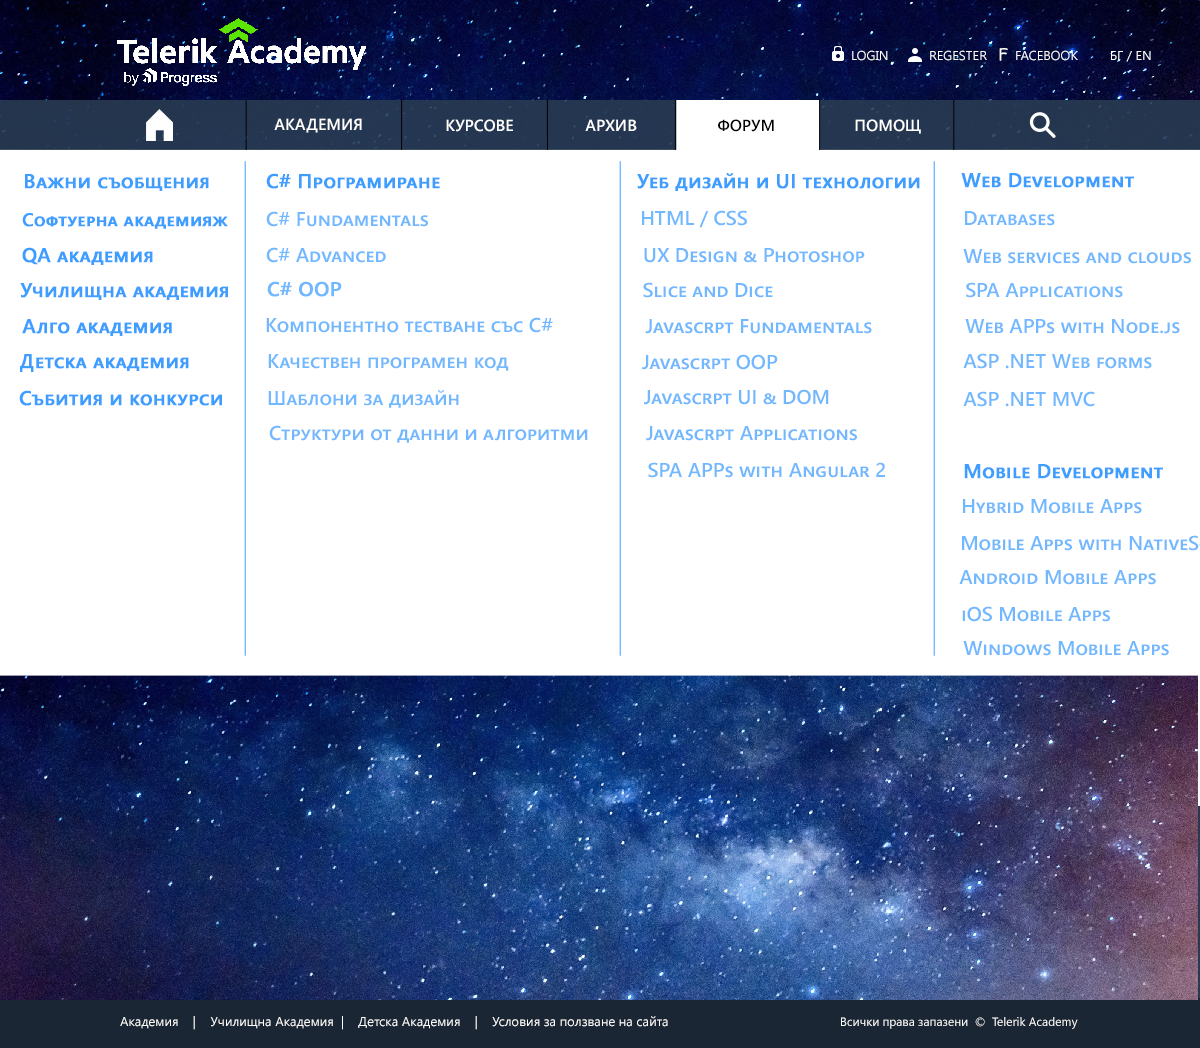 Telerik Academy
by Progress
LOGIN REGESTER F FACEBOOK БГ / EN
АКАДЕМИЯ КУРСОВЕ АРХИВ ФОРУМ ПОМОЩ
Важни съобщения
Софтуерна академияж
QA академия
Училищна академия
Алго академия
Детска академия
Събития и конкурси
C# Програмиране
C# Fundamentals
C# Advanced
C# OOP
Компонентно тестване със C#
Качествен програмен код
Шаблони за дизайн
Структури от данни и алгоритми
Уеб дизайн и UI технологии
HTML / CSS
UX Design & Photoshop
Slice and Dice
Javascrpt Fundamentals
Javascrpt OOP
Javascrpt UI & DOM
Javascrpt Applications
SPA APPs with Angular 2
Web Development
Databases
Web services and clouds
SPA Applications
Web APPs with Node.js
ASP .NET Web forms
ASP .NET MVC
Mobile Development
Hybrid Mobile Apps
Mobile Apps with NativeS
Android Mobile Apps
iOS Mobile Apps
Windows Mobile Apps
Академия | Училищна Академия | Детска Академия | Условия за ползване на сайта
Всички права запазени © Telerik Academy